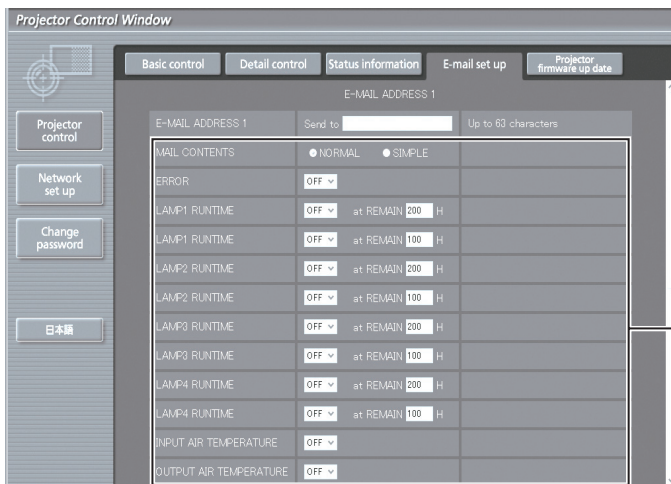 Projector Control Window
Basic control Detail control Status information E-mail set up Projector firmware up date
E-MAIL ADDRESS 1
Projector control
Network set up
Change password
日本語
E-MAIL ADDRESS 1 Send to Up to 63 characters
MAIL CONTENTS NORMAL SIMPLE
ERROR OFF
LAMP1 RUNTIME OFF at REMAIN 200 H
LAMP1 RUNTIME OFF at REMAIN 100 H
LAMP2 RUNTIME OFF at REMAIN 200 H
LAMP2 RUNTIME OFF at REMAIN 100 H
LAMP3 RUNTIME OFF at REMAIN 200 H
LAMP3 RUNTIME OFF at REMAIN 100 H
LAMP4 RUNTIME OFF at REMAIN 200 H
LAMP4 RUNTIME OFF at REMAIN 100 H
INPUT AIR TEMPERATURE OFF
OUTPUT AIR TEMPERATURE OFF